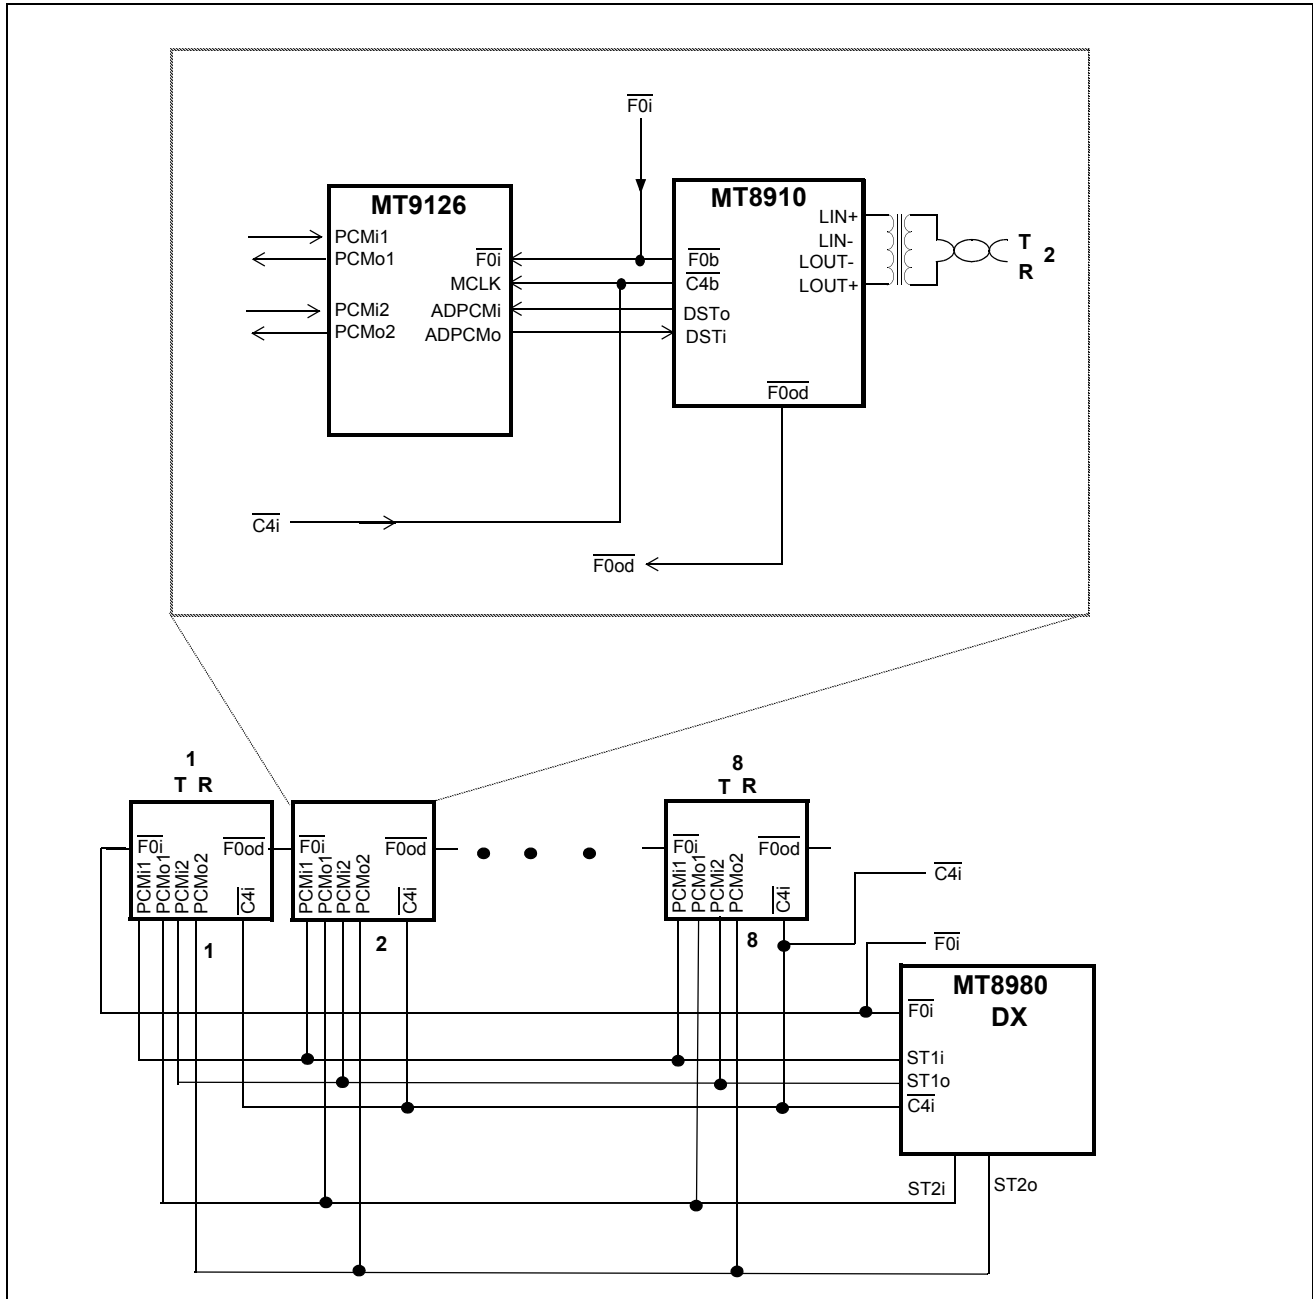 F0i
MT9126
MT8910
PCMi1
PCMo1
PCMi2
PCMo2
F0i
MCLK
ADPCMi
ADPCMo
F0b
C4b
DSTo
DSTi
LIN+
LIN-
LOUT-
LOUT+
F0od
T
R
2
C4i
F0od
1
T R
8
T R
F0i
F0od
PCMi1
PCMo1
PCMi2
PCMo2
C4i
1
F0i
F0od
PCMi1
PCMo1
PCMi2
PCMo2
C4i
2
F0i
F0od
PCMi1
PCMo1
PCMi2
PCMo2
C4i
8
C4i
F0i
MT8980
DX
F0i
ST1i
ST1o
C4i
ST2i
ST2o